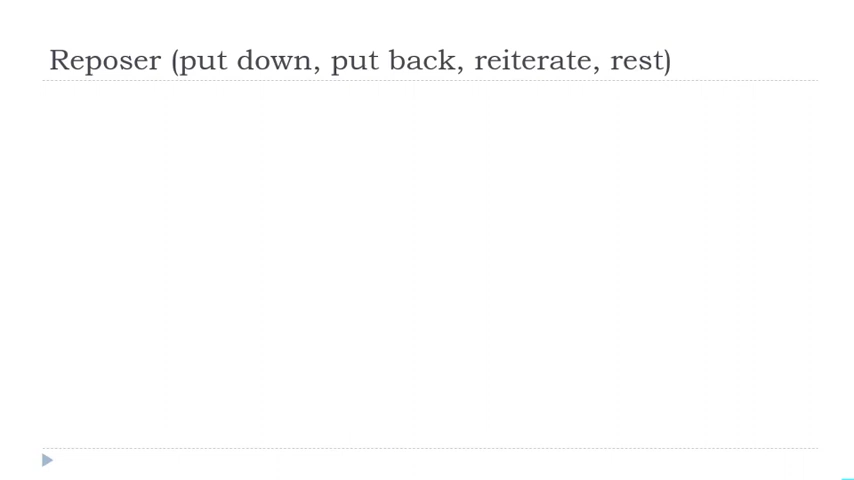 Reposer (put down, put back, reiterate, rest)